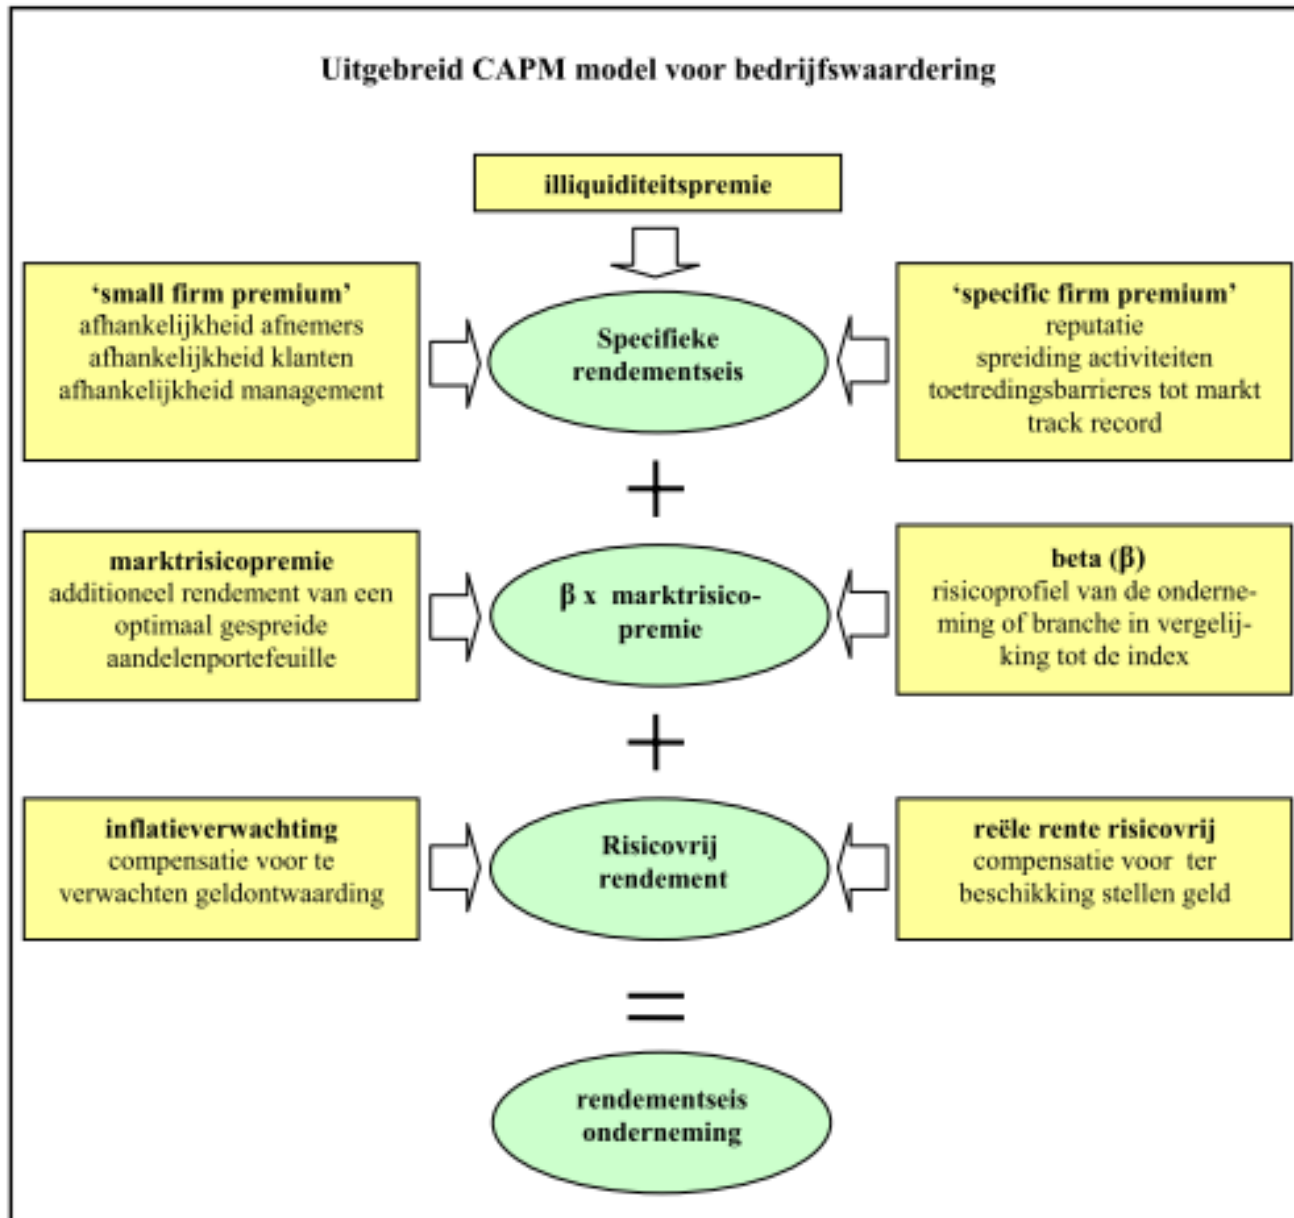 Uitgebreid CAPM model voor bedrijfswaardering
illiquiditeitspremie
‘small firm premium’
afhankelijkheid afnemers
afhankelijkheid klanten
afhankelijkheid management
Specifieke
rendementseis
‘specific firm premium’
reputatie
spreiding activiteiten
toetredingsbarrieres tot markt
track record
+
marktrisicopremie
additioneel rendement van een
optimaal gespreide
aandelenportefeuille
β x marktrisico-
premie
beta (β)
risicoprofiel van de onderne-
ming of branche in vergelij-
king tot de index
+
inflatieverwachting
compensatie voor te
verwachten geldontwaarding
Risicovrij
rendement
reële rente risicovrij
compensatie voor ter
beschikking stellen geld
=
rendementseis
onderneming